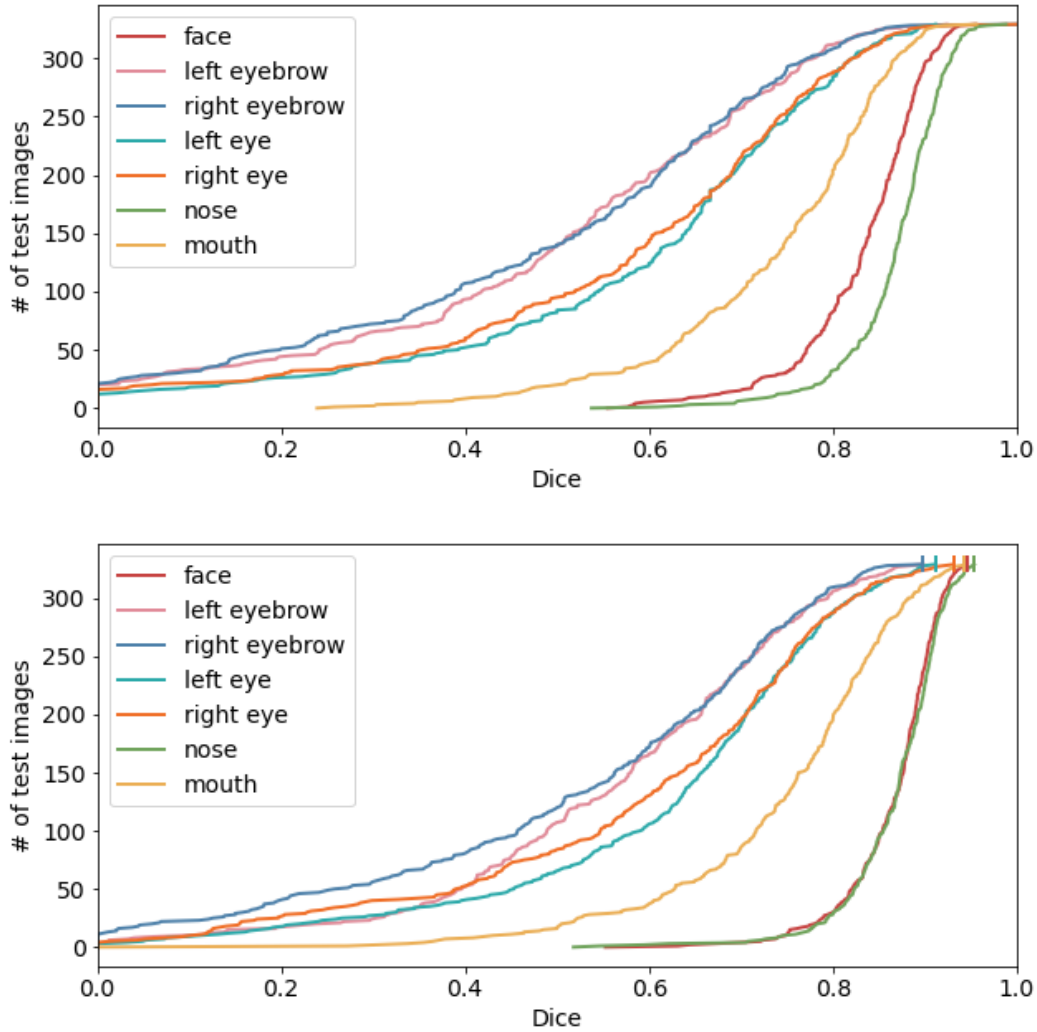 # of test images
300
250
200
150
100
50
0
face
left eyebrow
right eyebrow
left eye
right eye
nose
mouth
0.0 0.2 0.4 0.6 0.8 1.0
Dice
# of test images
300
250
200
150
100
50
0
face
left eyebrow
right eyebrow
left eye
right eye
nose
mouth
0.0 0.2 0.4 0.6 0.8 1.0
Dice